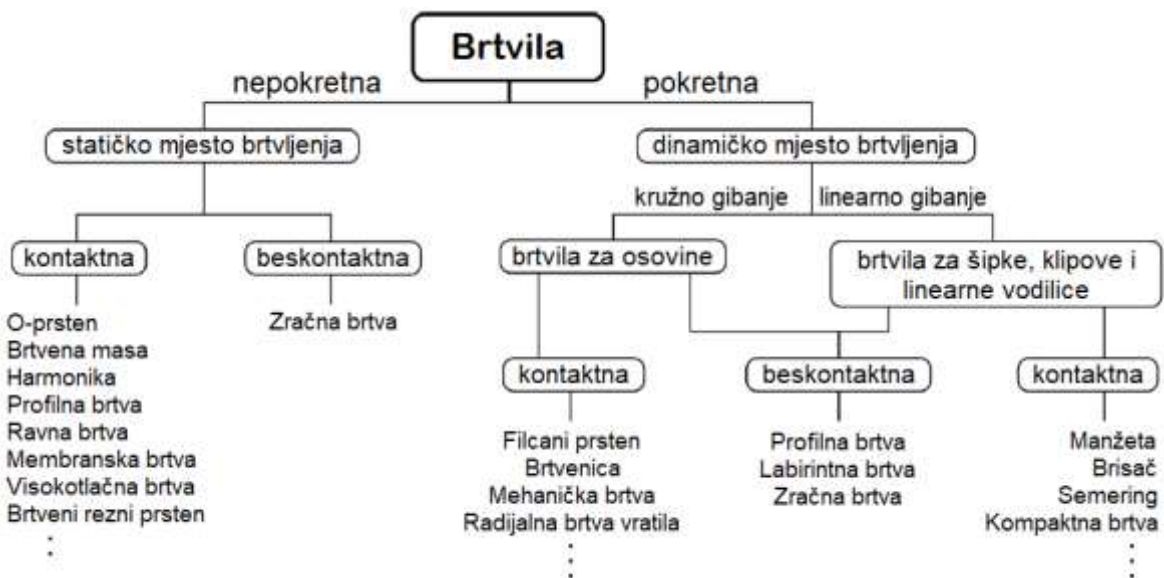 Brtvila
nepokretna
pokretna
statičko mjesto brtvljenja
dinamičko mjesto brtvljenja
kružno gibanje
linearno gibanje
kontaktna
beskontaktna
brtvila za osovine
brtvila za šipke, klipove i
linearne vodilice
O-prsten
Brtvena masa
Harmonika
Profilna brtva
Ravna brtva
Membranska brtva
Visokotlačna brtva
Brtveni rezni prsten
Zračna brtva
kontaktna
beskontaktna
kontaktna
Filcani prsten
Brtvenica
Mehanička brtva
Radijalna brtva vratila
Profilna brtva
Labirintna brtva
Zračna brtva
Manžeta
Brisač
Semering
Kompaktna brtva